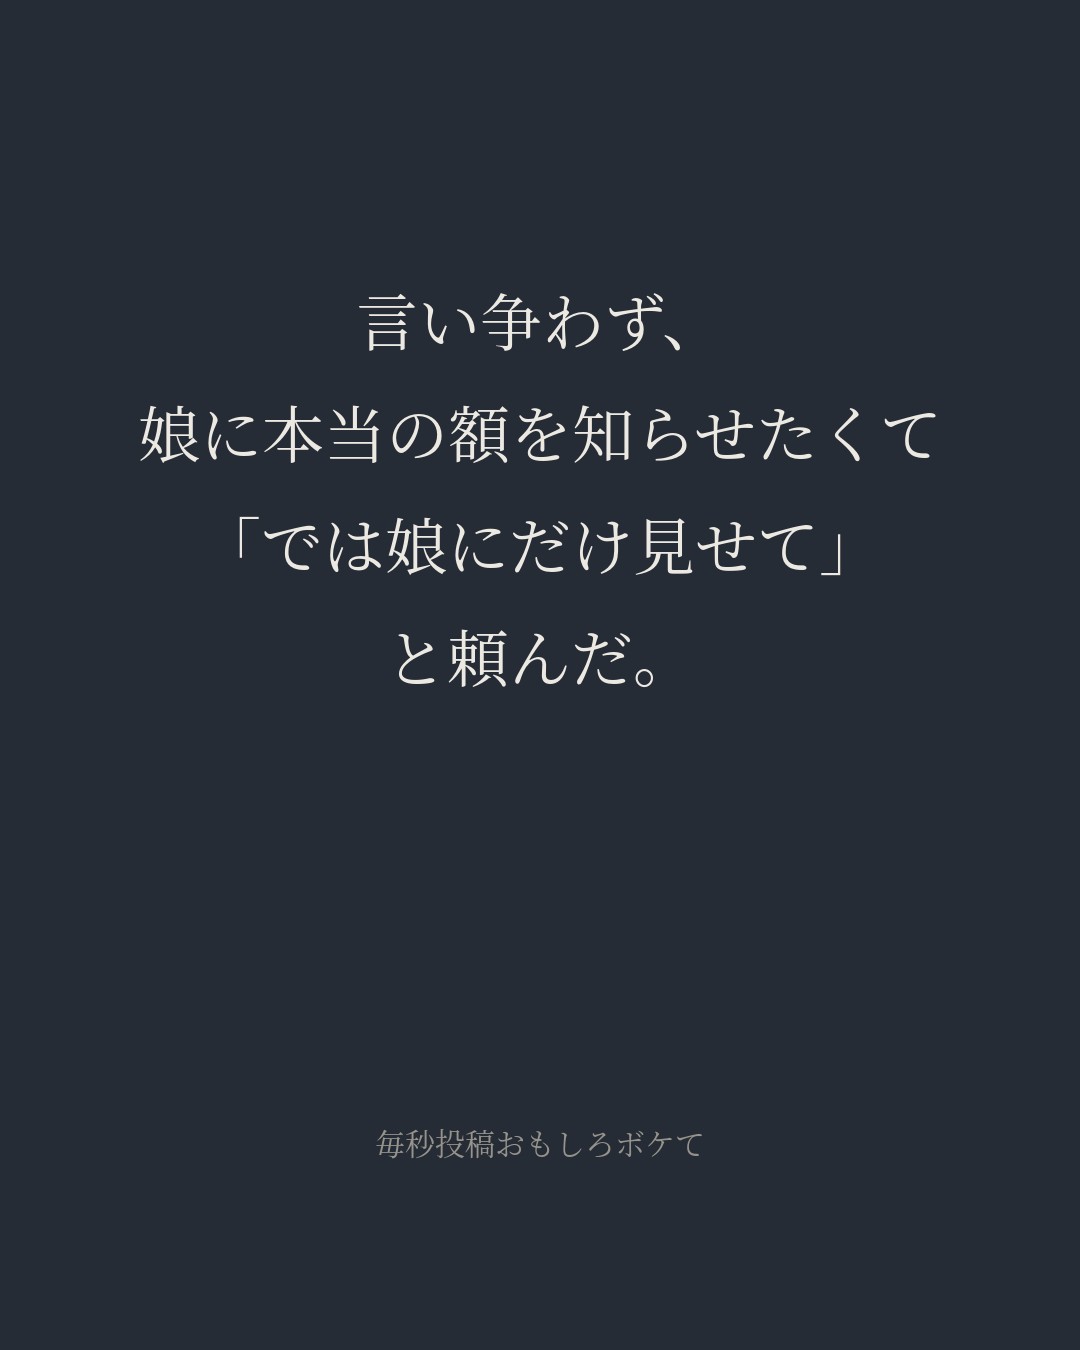 言い争わず、
娘に本当の額を知らせたくて
「では娘にだけ見せて」
と頼んだ。
毎秒投稿おもしろボケて